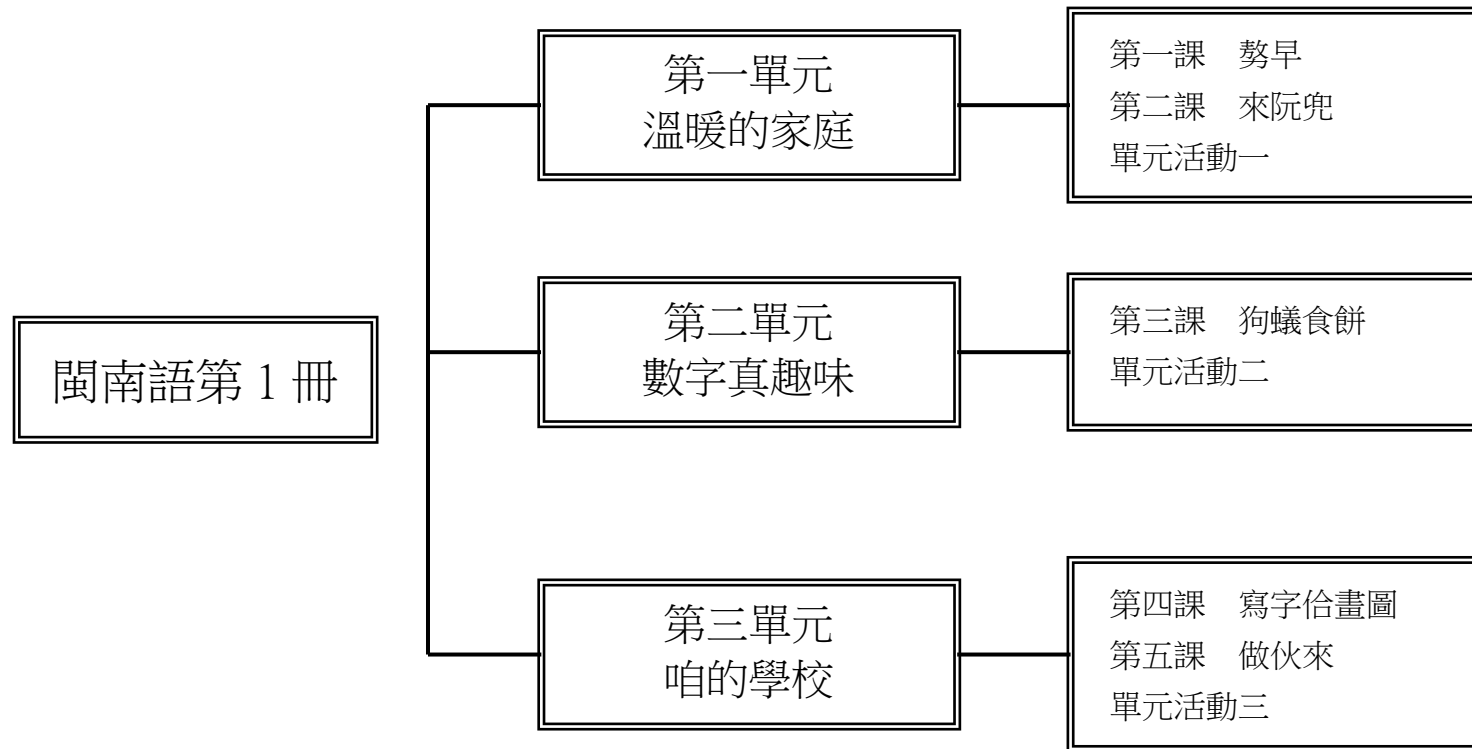 閩南語第1冊
第一單元
溫暖的家庭
第一課　𠢕早
第二課　來阮兜
單元活動一
第二單元
數字真趣味
第三課　狗蟻食餅
單元活動二
第三單元
咱的學校
第四課　寫字佮畫圖
第五課　做伙來
單元活動三